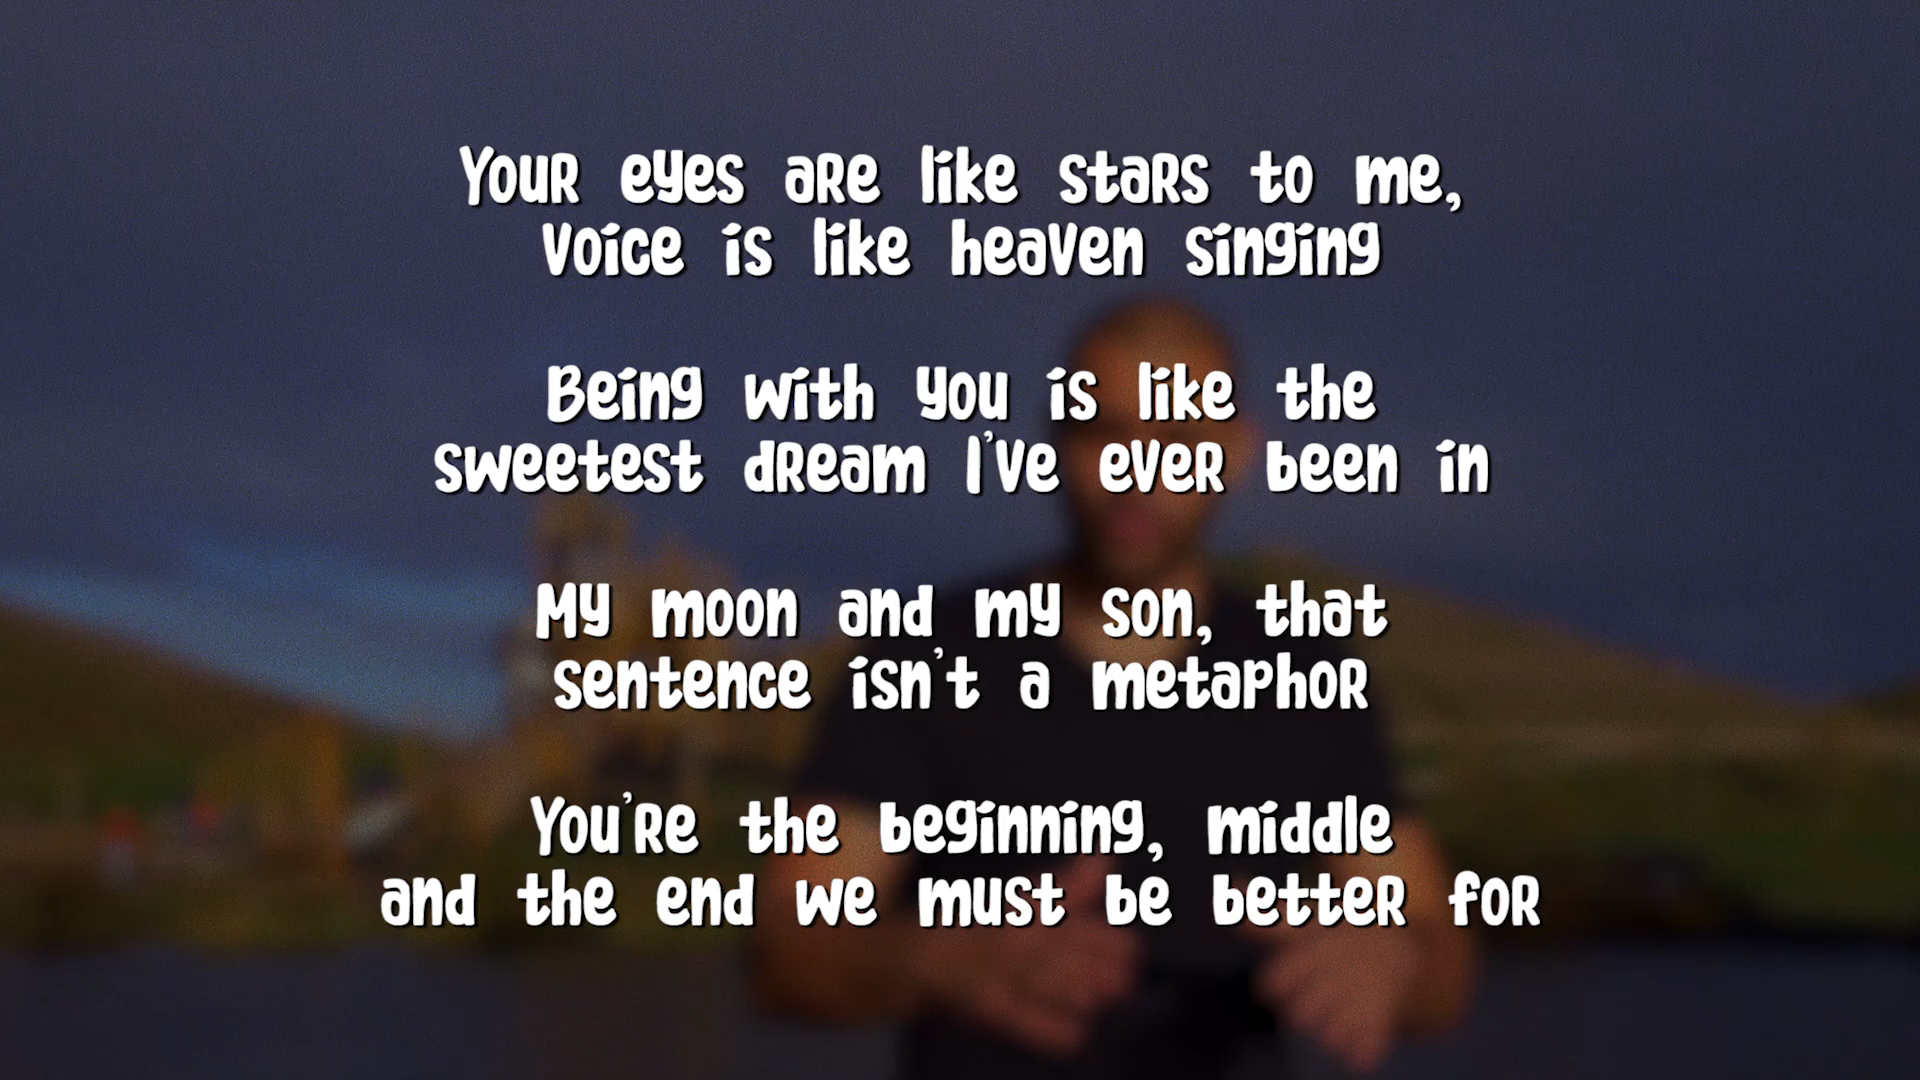 Your eyes are like stars to me,
voice is like heaven singing
Being with you is like the
sweetest dream I've ever been in
My moon and my son, that
sentence isn't a metaphor
You're the beginning, middle
and the end we must be better for